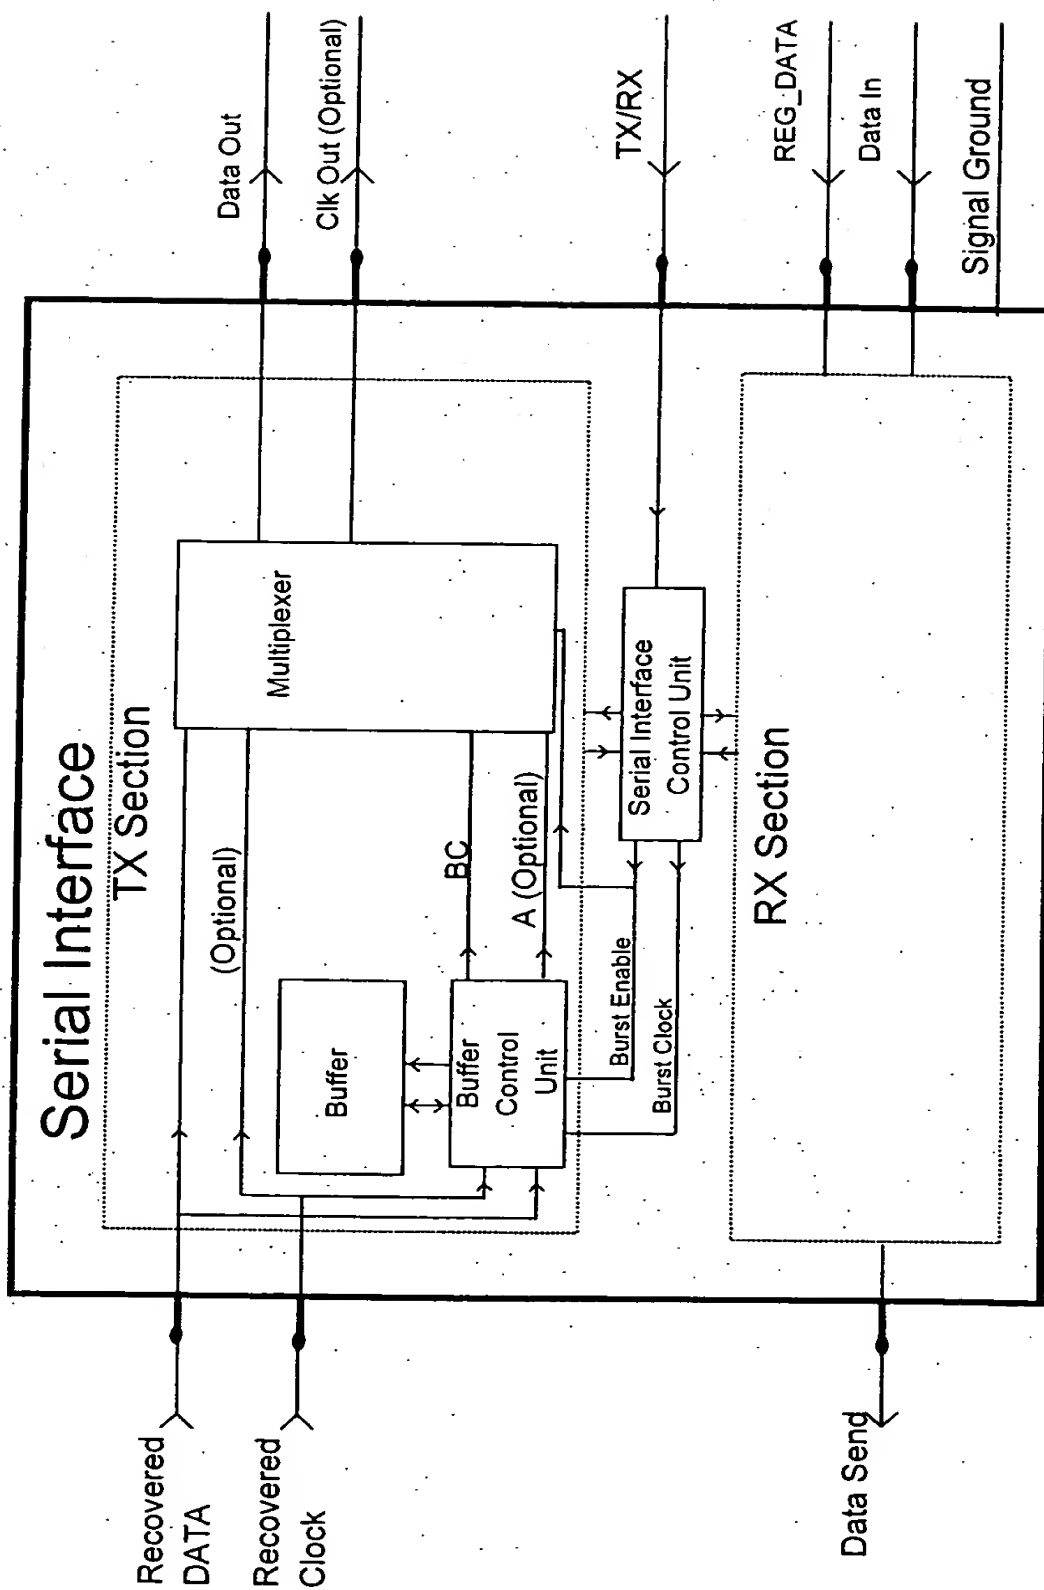 Serial Interface
TX Section
Recovered
DATA
Recovered
Clock
(Optional)
Buffer
Buffer
Control
Unit
BC
A (Optional)
Multiplexer
Data Out
Clk Out (Optional)
Burst Enable
Burst Clock
Serial Interface
Control Unit
TX/RX
RX Section
REG_DATA
Data In
Signal Ground
Data Send